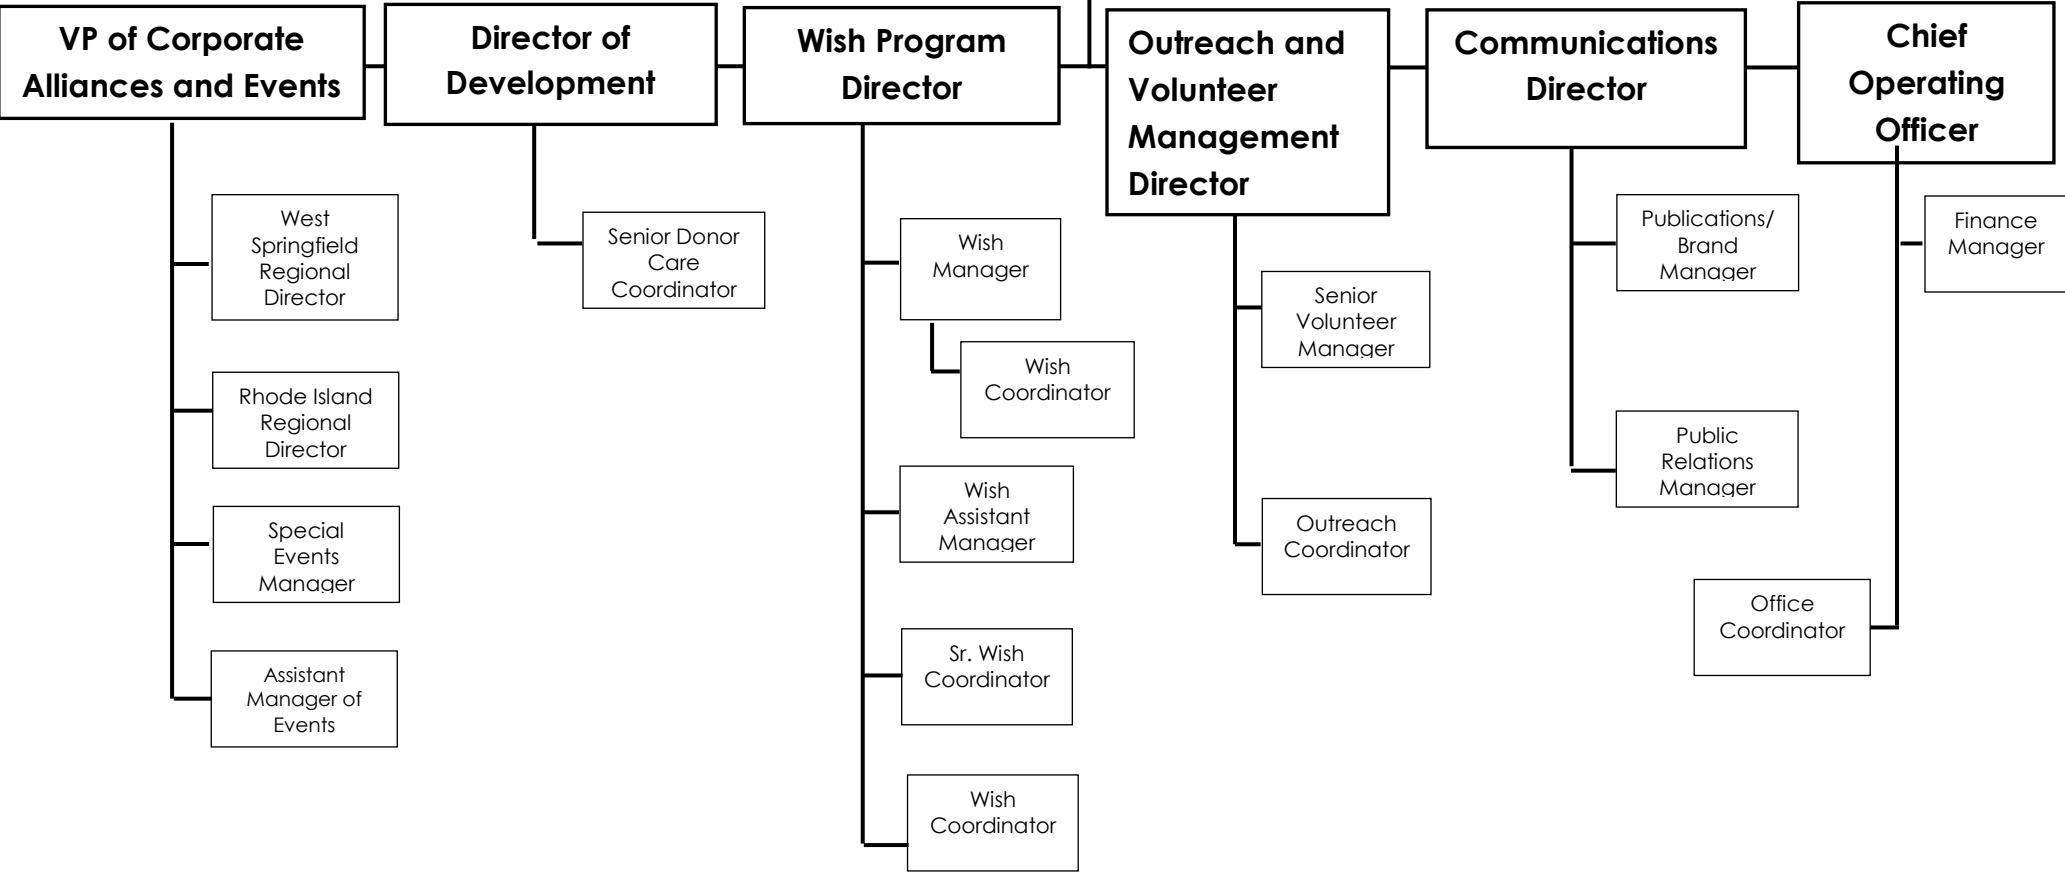 VP of Corporate
Alliances and Events
Director of
Development
Wish Program
Director
Outreach and
Volunteer
Management
Director
Communications
Director
Chief
Operating
Officer
West
Springfield
Regional
Director
Rhode Island
Regional
Director
Special
Events
Manager
Assistant
Manager of
Events
Senior Donor
Care
Coordinator
Wish
Manager
Wish
Coordinator
Wish
Assistant
Manager
Sr. Wish
Coordinator
Wish
Coordinator
Senior
Volunteer
Manager
Outreach
Coordinator
Publications/
Brand
Manager
Public
Relations
Manager
Finance
Manager
Office
Coordinator